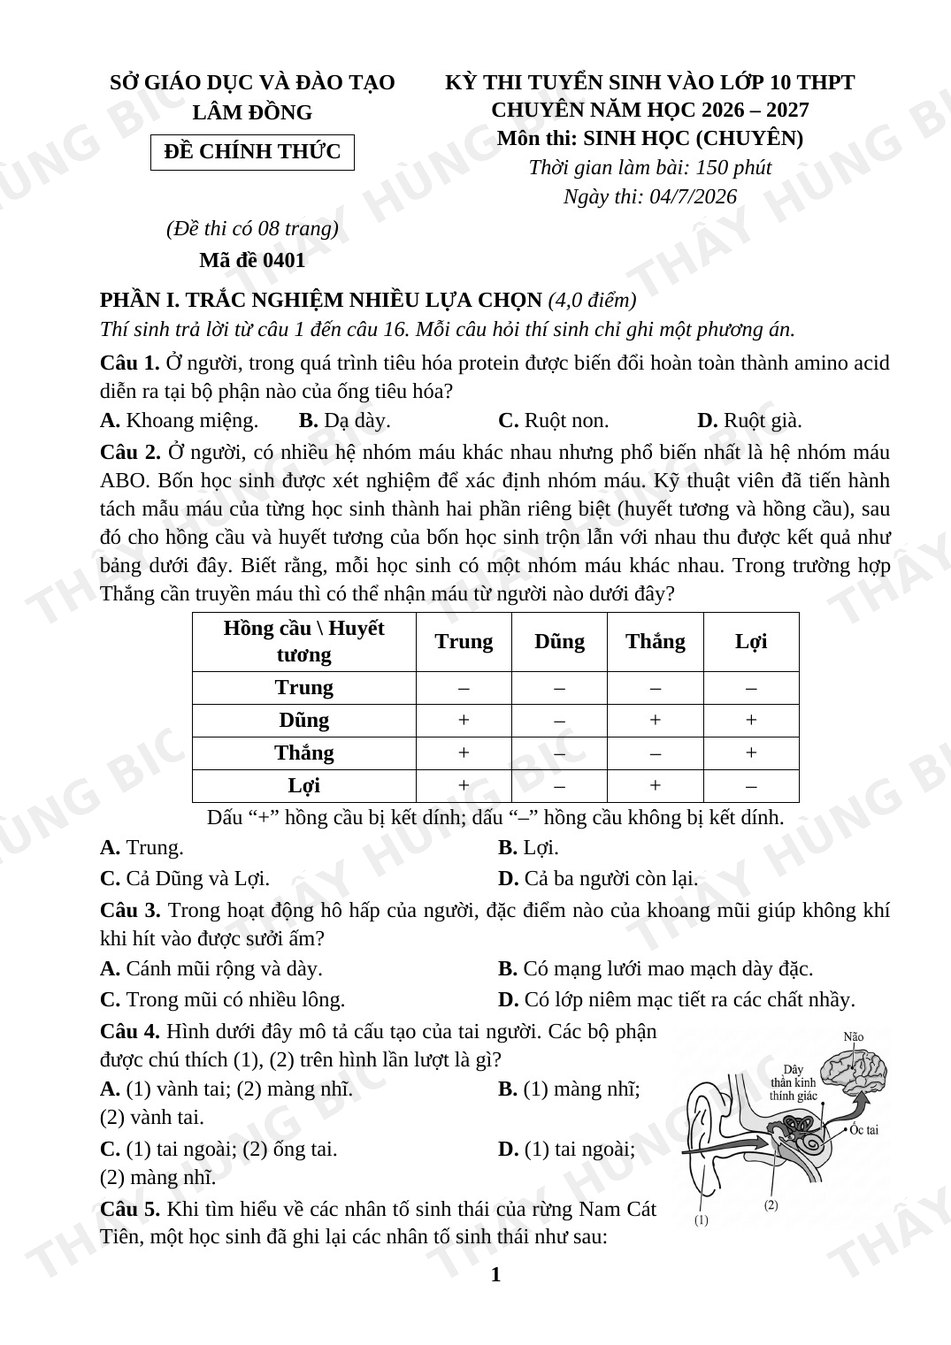 SỞ GIÁO DỤC VÀ ĐÀO TẠO
LÂM ĐỒNG
ĐỀ CHÍNH THỨC
(Đề thi có 08 trang)
Mã đề 0401
KỲ THI TUYỂN SINH VÀO LỚP 10 THPT
CHUYÊN NĂM HỌC 2026 – 2027
Môn thi: SINH HỌC (CHUYÊN)
Thời gian làm bài: 150 phút
Ngày thi: 04/7/2026
PHẦN I. TRẮC NGHIỆM NHIỀU LỰA CHỌN (4,0 điểm)
Thí sinh trả lời từ câu 1 đến câu 16. Mỗi câu hỏi thí sinh chỉ ghi một phương án.
Câu 1. Ở người, trong quá trình tiêu hóa protein được biến đổi hoàn toàn thành amino acid
diễn ra tại bộ phận nào của ống tiêu hóa?
A. Khoang miệng. B. Dạ dày. C. Ruột non. D. Ruột già.
Câu 2. Ở người, có nhiều hệ nhóm máu khác nhau nhưng phổ biến nhất là hệ nhóm máu
ABO. Bốn học sinh được xét nghiệm để xác định nhóm máu. Kỹ thuật viên đã tiến hành
tách mẫu máu của từng học sinh thành hai phần riêng biệt (huyết tương và hồng cầu), sau
đó cho hồng cầu và huyết tương của bốn học sinh trộn lẫn với nhau thu được kết quả như
bảng dưới đây. Biết rằng, mỗi học sinh có một nhóm máu khác nhau. Trong trường hợp
Thắng cần truyền máu thì có thể nhận máu từ người nào dưới đây?
Hồng cầu \ Huyết
tương
Trung Dũng Thắng Lợi
Trung – – – –
Dũng + – + +
Thắng + – – +
Lợi + – + –
Dấu “+” hồng cầu bị kết dính; dấu “–” hồng cầu không bị kết dính.
A. Trung. B. Lợi.
C. Cả Dũng và Lợi. D. Cả ba người còn lại.
Câu 3. Trong hoạt động hô hấp của người, đặc điểm nào của khoang mũi giúp không khí
khi hít vào được sưởi ấm?
A. Cánh mũi rộng và dày. B. Có mạng lưới mao mạch dày đặc.
C. Trong mũi có nhiều lông. D. Có lớp niêm mạc tiết ra các chất nhầy.
Câu 4. Hình dưới đây mô tả cấu tạo của tai người. Các bộ phận
được chú thích (1), (2) trên hình lần lượt là gì?
A. (1) vành tai; (2) màng nhĩ. B. (1) màng nhĩ;
(2) vành tai.
C. (1) tai ngoài; (2) ống tai. D. (1) tai ngoài;
(2) màng nhĩ.
Não
Dây
thần kinh
thính giác
Ốc tai
(2)
(1)
Câu 5. Khi tìm hiểu về các nhân tố sinh thái của rừng Nam Cát
Tiên, một học sinh đã ghi lại các nhân tố sinh thái như sau:
1
THẦY HÙNG BIO